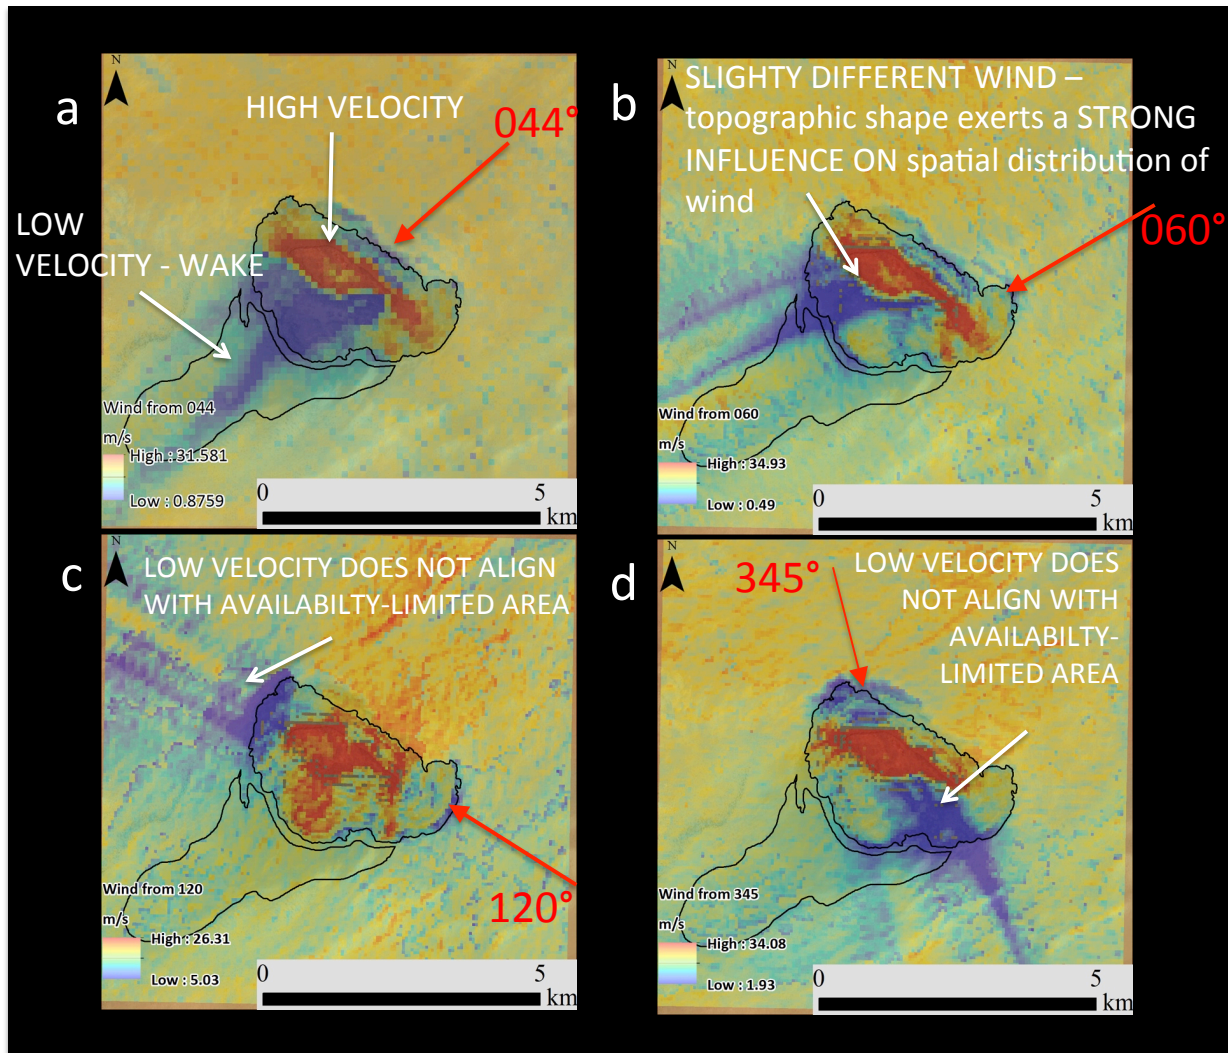 a
N
HIGH VELOCITY
044°
LOW
VELOCITY - WAKE
Wind from 044
m/s
High : 31.581
Low : 0.8759
0 5
km
b
N
SLIGHTY DIFFERENT WIND –
topographic shape exerts a STRONG
INFLUENCE ON spatial distribution of
wind
060°
Wind from 060
m/s
High : 34.93
Low : 0.49
0 5
km
c
N
LOW VELOCITY DOES NOT ALIGN
WITH AVAILABILTY-LIMITED AREA
120°
Wind from 120
m/s
High : 26.31
Low : 5.03
0 5
km
d
N
345°
LOW VELOCITY DOES
NOT ALIGN WITH
AVAILABILTY-
LIMITED AREA
Wind from 345
m/s
High : 34.08
Low : 1.93
0 5
km